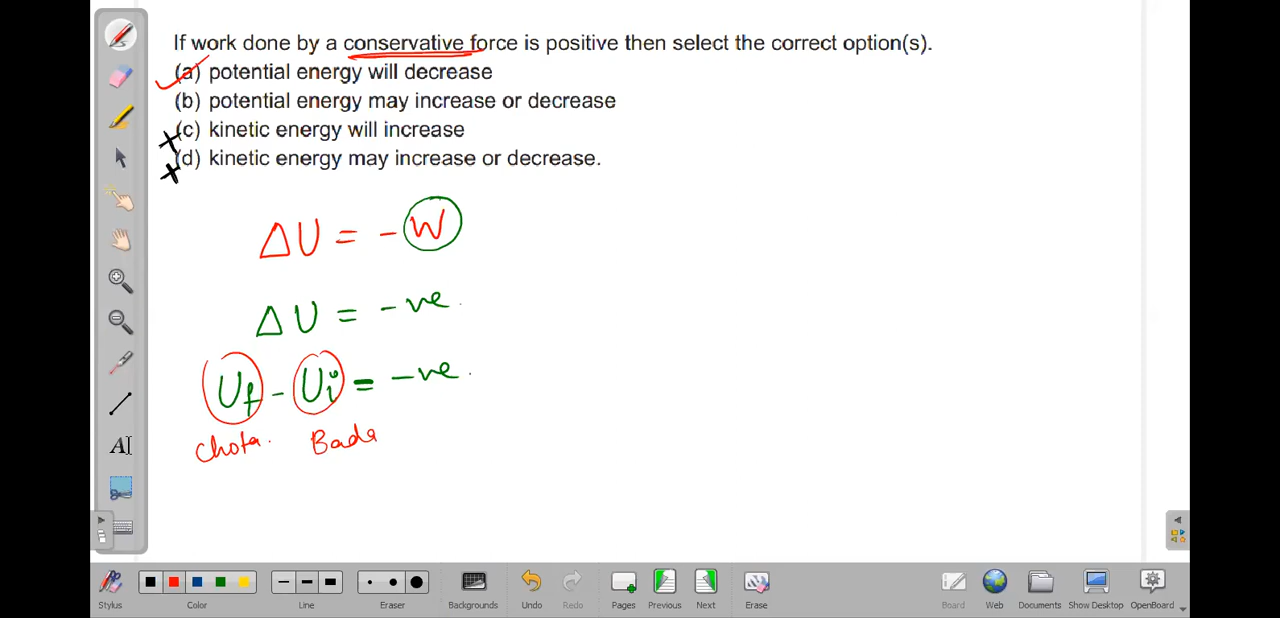 If work done by a conservative force is positive then select the correct option(s).
(a) potential energy will decrease
(b) potential energy may increase or decrease
(c) kinetic energy will increase
(d) kinetic energy may increase or decrease.
ΔU = -W
ΔU = -ve
Uf - Ui = -ve
Chota. Bada
AI
Stylus Color Line Eraser Backgrounds Undo Redo Pages Previous Next Erase Board Web Documents Show Desktop OpenBoard